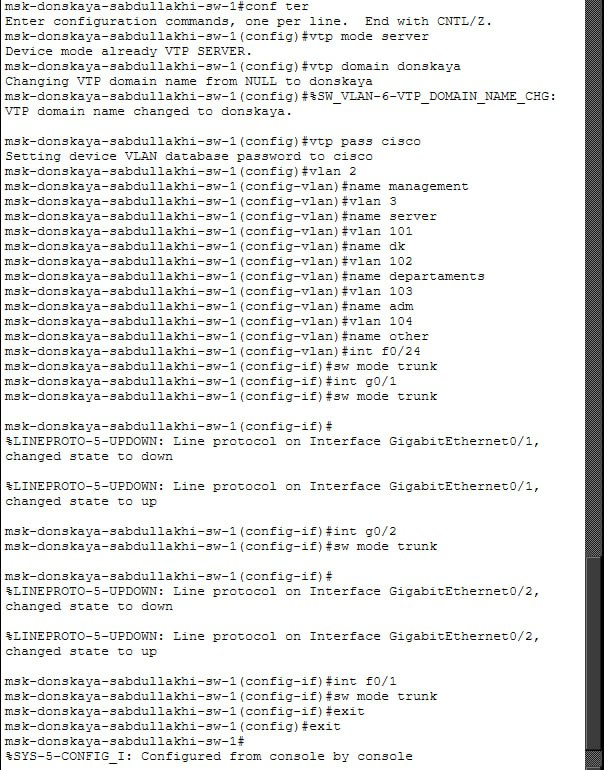 msk-donskaya-sabdullakhi-sw-1#conf ter
Enter configuration commands, one per line.  End with CNTL/Z.
msk-donskaya-sabdullakhi-sw-1(config)#vtp mode server
Device mode already VTP SERVER.
msk-donskaya-sabdullakhi-sw-1(config)#vtp domain donskaya
Changing VTP domain name from NULL to donskaya
msk-donskaya-sabdullakhi-sw-1(config)#%SW_VLAN-6-VTP_DOMAIN_NAME_CHG:
VTP domain name changed to donskaya.
msk-donskaya-sabdullakhi-sw-1(config)#vtp pass cisco
Setting device VLAN database password to cisco
msk-donskaya-sabdullakhi-sw-1(config)#vlan 2
msk-donskaya-sabdullakhi-sw-1(config-vlan)#name management
msk-donskaya-sabdullakhi-sw-1(config-vlan)#vlan 3
msk-donskaya-sabdullakhi-sw-1(config-vlan)#name server
msk-donskaya-sabdullakhi-sw-1(config-vlan)#vlan 101
msk-donskaya-sabdullakhi-sw-1(config-vlan)#name dk
msk-donskaya-sabdullakhi-sw-1(config-vlan)#vlan 102
msk-donskaya-sabdullakhi-sw-1(config-vlan)#name departaments
msk-donskaya-sabdullakhi-sw-1(config-vlan)#vlan 103
msk-donskaya-sabdullakhi-sw-1(config-vlan)#name adm
msk-donskaya-sabdullakhi-sw-1(config-vlan)#vlan 104
msk-donskaya-sabdullakhi-sw-1(config-vlan)#name other
msk-donskaya-sabdullakhi-sw-1(config-vlan)#int f0/24
msk-donskaya-sabdullakhi-sw-1(config-if)#sw mode trunk
msk-donskaya-sabdullakhi-sw-1(config-if)#int g0/1
msk-donskaya-sabdullakhi-sw-1(config-if)#sw mode trunk
msk-donskaya-sabdullakhi-sw-1(config-if)#
%LINEPROTO-5-UPDOWN: Line protocol on Interface GigabitEthernet0/1,
changed state to down
%LINEPROTO-5-UPDOWN: Line protocol on Interface GigabitEthernet0/1,
changed state to up
msk-donskaya-sabdullakhi-sw-1(config-if)#int g0/2
msk-donskaya-sabdullakhi-sw-1(config-if)#sw mode trunk
msk-donskaya-sabdullakhi-sw-1(config-if)#
%LINEPROTO-5-UPDOWN: Line protocol on Interface GigabitEthernet0/2,
changed state to down
%LINEPROTO-5-UPDOWN: Line protocol on Interface GigabitEthernet0/2,
changed state to up
msk-donskaya-sabdullakhi-sw-1(config-if)#int f0/1
msk-donskaya-sabdullakhi-sw-1(config-if)#sw mode trunk
msk-donskaya-sabdullakhi-sw-1(config-if)#exit
msk-donskaya-sabdullakhi-sw-1(config)#exit
msk-donskaya-sabdullakhi-sw-1#
%SYS-5-CONFIG_I: Configured from console by console